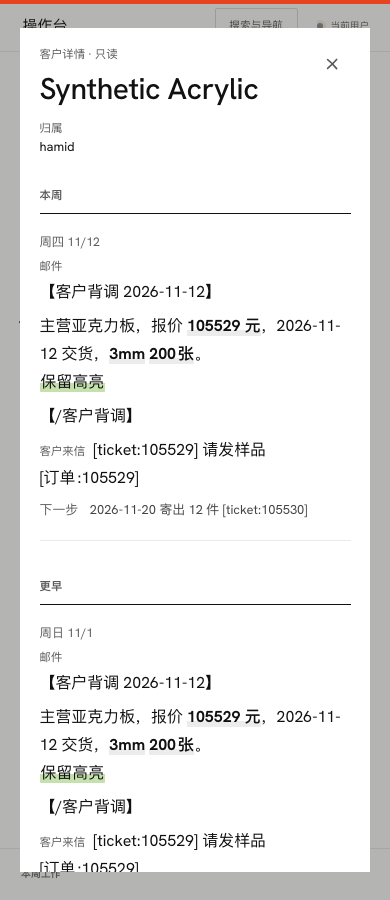 操作台
搜索与导航
当前用户
客户详情 · 只读
Synthetic Acrylic
归属
hamid
本周
周四 11/12
邮件
【客户背调 2026-11-12】
主营亚克力板，报价 105529 元，2026-11-
12 交货，3mm 200 张。
保留高亮
【/客户背调】
客户来信 [ticket:105529] 请发样品
[订单:105529]
下一步 2026-11-20 寄出 12 件 [ticket:105530]
更早
周日 11/1
邮件
【客户背调 2026-11-12】
主营亚克力板，报价 105529 元，2026-11-
12 交货，3mm 200 张。
保留高亮
【/客户背调】
客户来信 [ticket:105529] 请发样品
[订单:105529]
本周工作